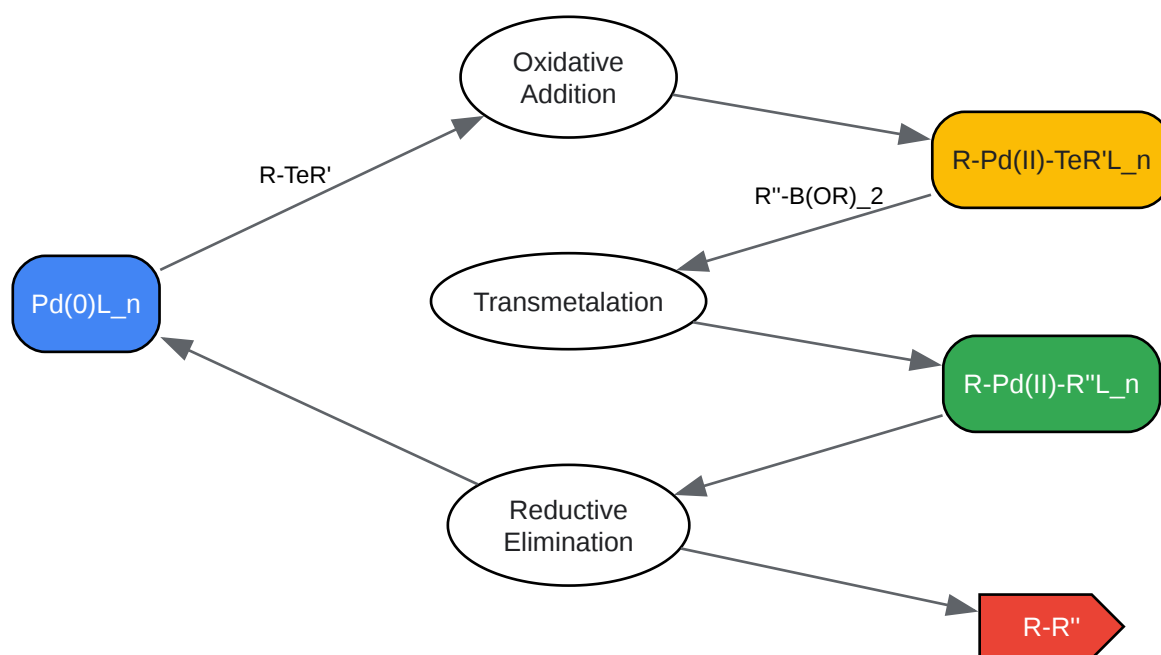 Oxidative
Addition
R-TeR'
R-Pd(II)-TeR'L_n
R"-B(OR)_2
Pd(0)L_n
Transmetalation
R-Pd(II)-R"L_n
Reductive
Elimination
R-R"